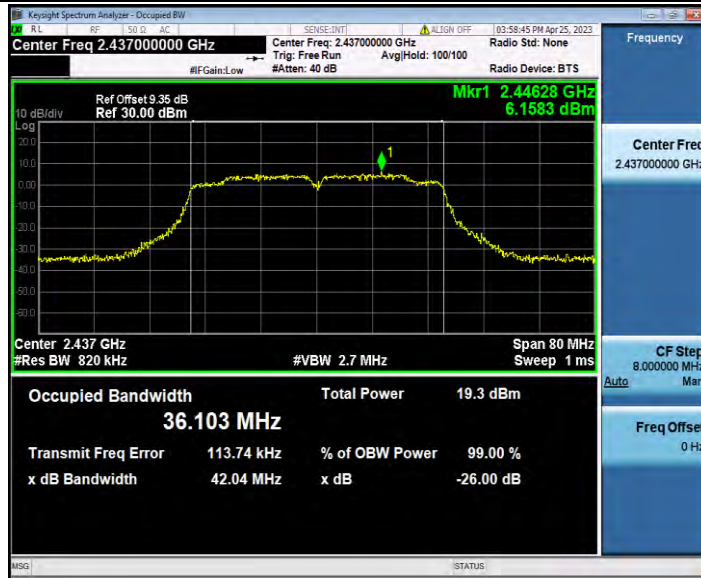 Keysight Spectrum Analyzer - Occupied BW
RL RF 50 Ω AC SENSE:INT ALIGN OFF 03:58:45 PM Apr 25, 2023
Center Freq 2.437000000 GHz
Center Freq: 2.437000000 GHz
Radio Std: None
Trig: Free Run Avg|Hold: 100/100
#IFGain:Low #Atten: 40 dB Radio Device: BTS
Ref Offset 9.35 dB
10 dB/div Ref 30.00 dBm
Mkr1 2.44628 GHz
6.1583 dBm
Log
20.0
10.0
0.00
-10.0
-20.0
-30.0
-40.0
-50.0
-60.0
1
Center 2.437 GHz Span 80 MHz
#Res BW 820 kHz #VBW 2.7 MHz Sweep 1 ms
Occupied Bandwidth Total Power 19.3 dBm
36.103 MHz
Transmit Freq Error 113.74 kHz % of OBW Power 99.00 %
x dB Bandwidth 42.04 MHz x dB -26.00 dB
MSG STATUS
Frequency
Center Freq
2.437000000 GHz
CF Step
8.000000 MHz
Auto Man
Freq Offset
0 Hz